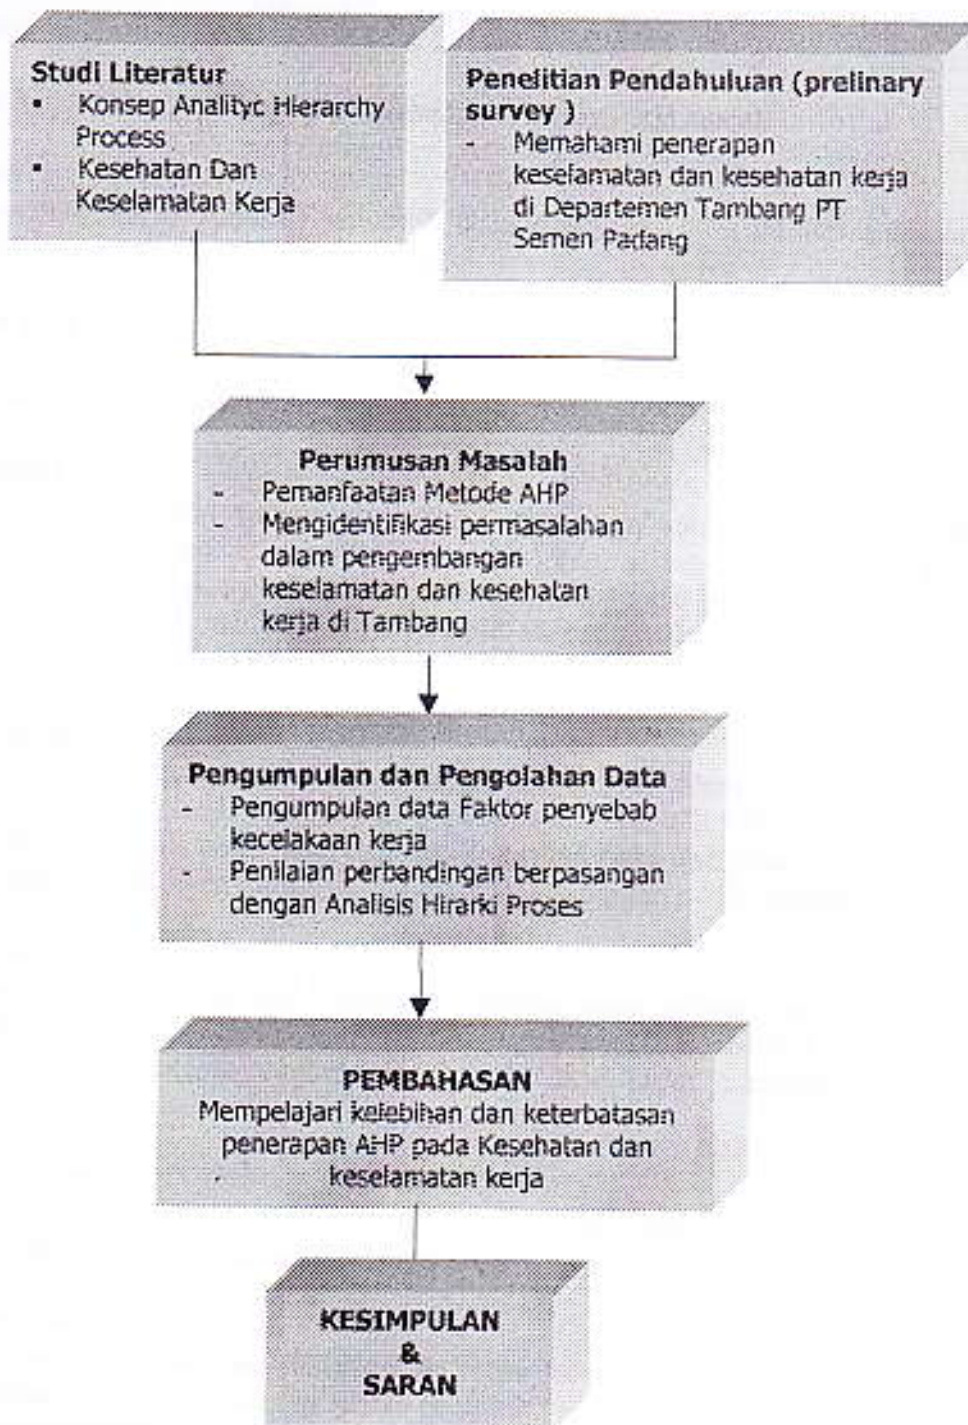 Studi Literatur
▪ Konsep Analityc Hierarchy
Process
▪ Kesehatan Dan
Keselamatan Kerja
Penelitian Pendahuluan (prelinary
survey )
- Memahami penerapan
keselamatan dan kesehatan kerja
di Departemen Tambang PT
Semen Padang
Perumusan Masalah
- Pemanfaatan Metode AHP
- Mengidentifikasi permasalahan
dalam pengembangan
keselamatan dan kesehatan
kerja di Tambang
Pengumpulan dan Pengolahan Data
- Pengumpulan data Faktor penyebab
kecelakaan kerja
- Penilaian perbandingan berpasangan
dengan Analisis Hirarki Proses
PEMBAHASAN
Mempelajari kelebihan dan keterbatasan
penerapan AHP pada Kesehatan dan
keselamatan kerja
KESIMPULAN
&
SARAN